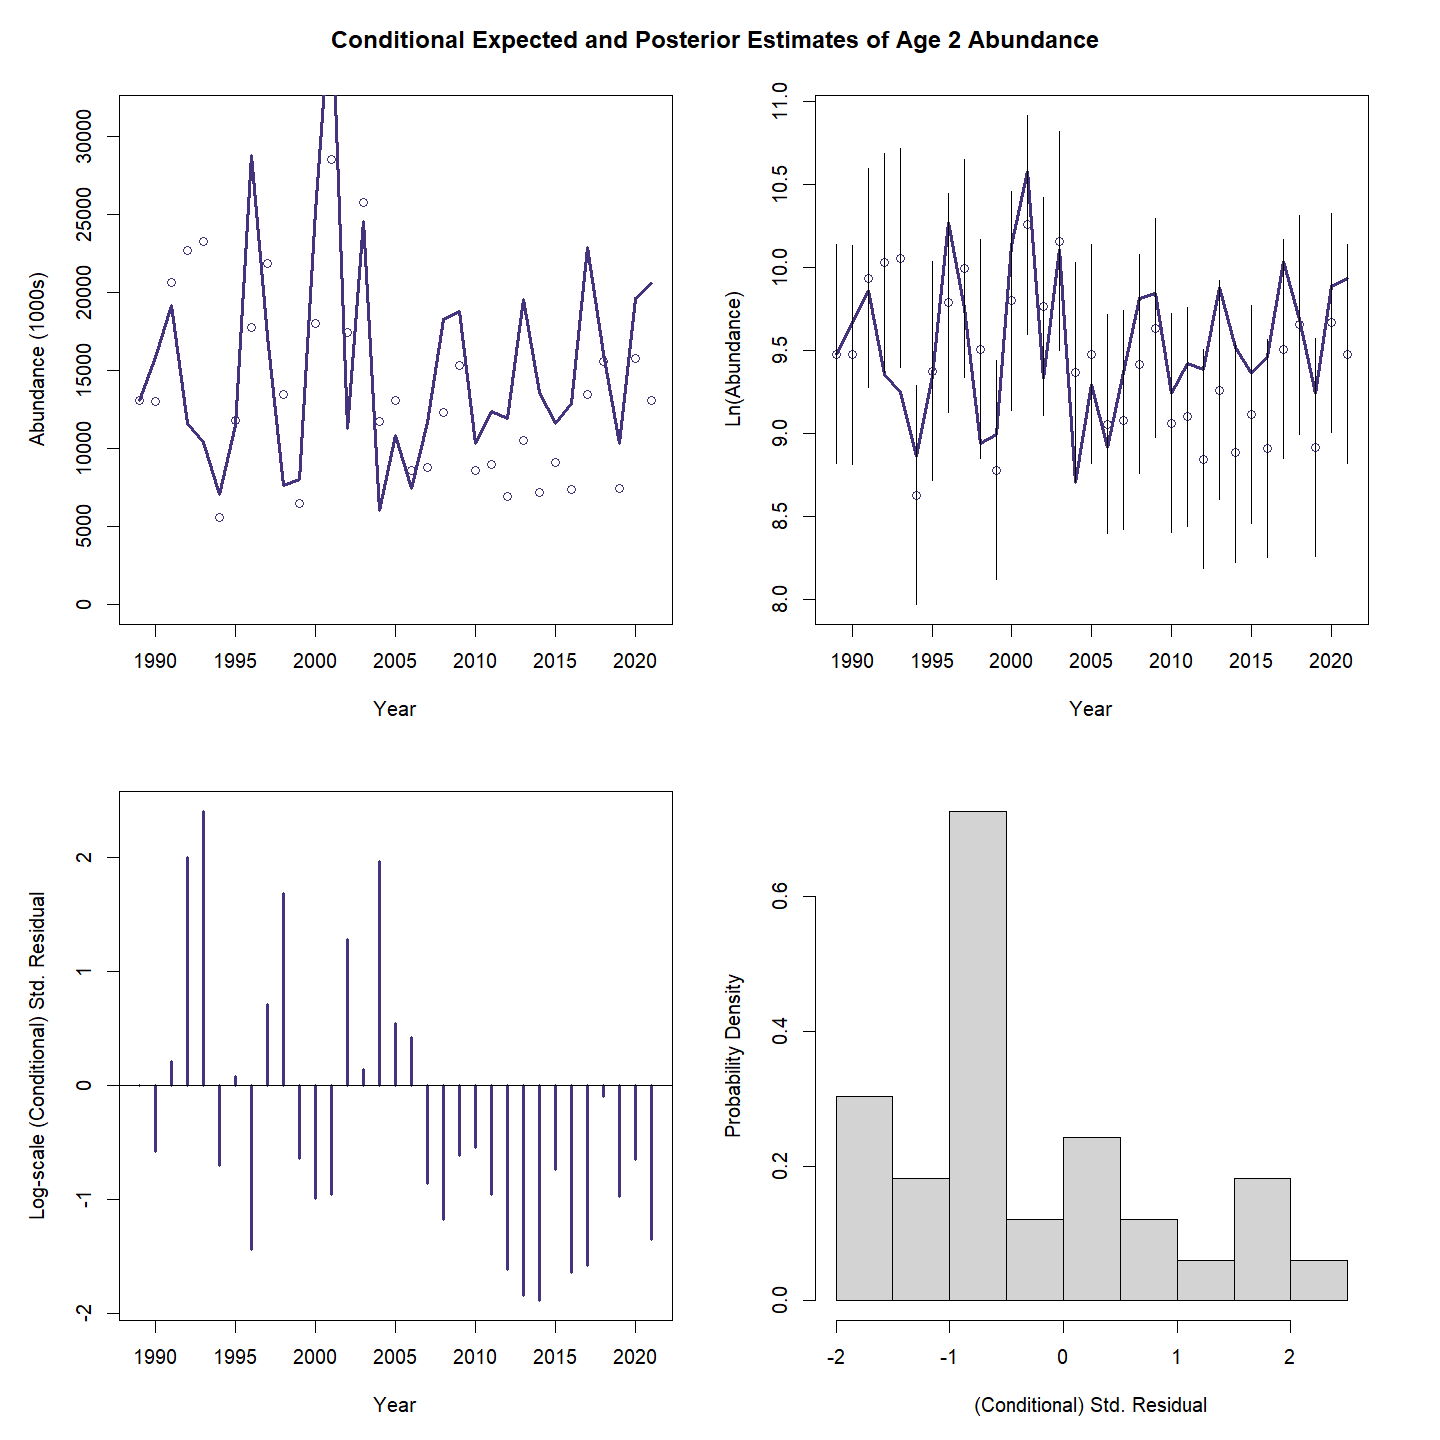 Conditional Expected and Posterior Estimates of Age 2 Abundance
Abundance (1000s)
30000
25000
20000
15000
10000
5000
0
1990 1995 2000 2005 2010 2015 2020
Year
Ln(Abundance)
11.0
10.5
10.0
9.5
9.0
8.5
8.0
1990 1995 2000 2005 2010 2015 2020
Year
Log-scale (Conditional) Std. Residual
2
1
0
-1
-2
1990 1995 2000 2005 2010 2015 2020
Year
Probability Density
0.6
0.4
0.2
0.0
-2 -1 0 1 2
(Conditional) Std. Residual